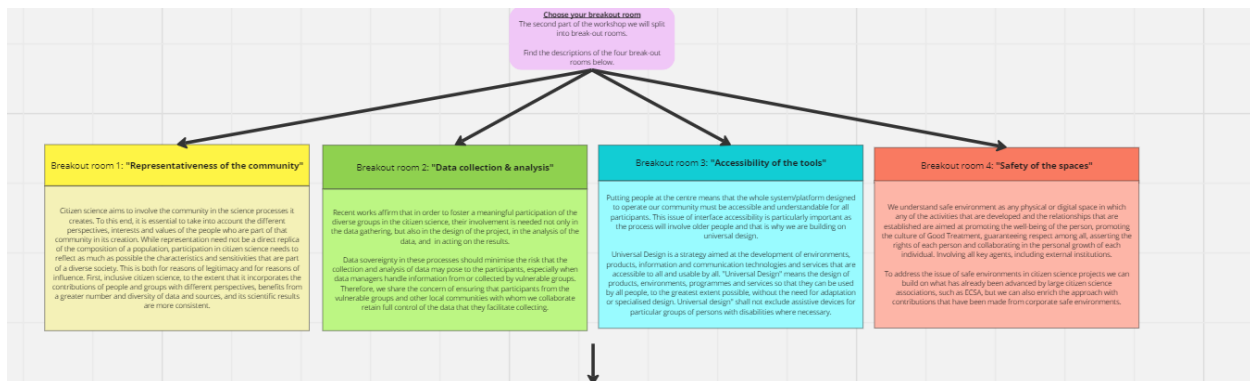 Choose your breakout room
The second part of the workshop we will split
into break-out rooms.
Find the descriptions of the four break-out
rooms below.
Breakout room 1: "Representativeness of the community"
Citizen science aims to involve the community in the science processes it
creates. To this end, it is essential to take into account the different
perspectives, interests and values of the people who are part of that
community in its creation. While representation need not be a direct replica
of the composition of a population, participation in citizen science needs to
reflect as much as possible the characteristics and sensitivities that are part
of a diverse society. This is both for reasons of legitimacy and for reasons of
influence. First, inclusive citizen science, to the extent that it incorporates the
contributions of people and groups with different perspectives, benefits from
a greater number and diversity of data and sources, and its scientific results
are more consistent.
Breakout room 2: "Data collection & analysis"
Recent works affirm that in order to foster a meaningful participation of the
diverse groups in the citizen science, their involvement is needed not only in
the data gathering, but also in the design of the project, in the analysis of the
data, and in acting on the results.
Data sovereignty in these processes should minimise the risk that the
collection and analysis of data may pose to the participants, especially when
data managers handle information from or collected by vulnerable groups.
Therefore, we share the concern of ensuring that participants from the
vulnerable groups and other local communities with whom we collaborate
retain full control of the data that they facilitate collecting.
Breakout room 3: "Accessibility of the tools"
Putting people at the centre means that the whole system/platform designed
to operate our community must be accessible and understandable for all
participants. This issue of interface accessibility is particularly important as
the process will involve older people and that is why we are building on
universal design.
Universal Design is a strategy aimed at the development of environments,
products, information and communication technologies and services that are
accessible to all and usable by all. "Universal Design" means the design of
products, environments, programmes and services so that they can be used
by all people, to the greatest extent possible, without the need for adaptation
or specialised design. Universal design" shall not exclude assistive devices for
particular groups of persons with disabilities where necessary.
Breakout room 4: "Safety of the spaces"
We understand safe environment as any physical or digital space in which
any of the activities that are developed and the relationships that are
established are aimed at promoting the well-being of the person, promoting
the culture of Good Treatment, guaranteeing respect among all, asserting the
rights of each person and collaborating in the personal growth of each
individual. Involving all key agents, including external institutions.
To address the issue of safe environments in citizen science projects we can
build on what has already been advanced by large citizen science
associations, such as ECSA, but we can also enrich the approach with
contributions that have been made from corporate safe environments.